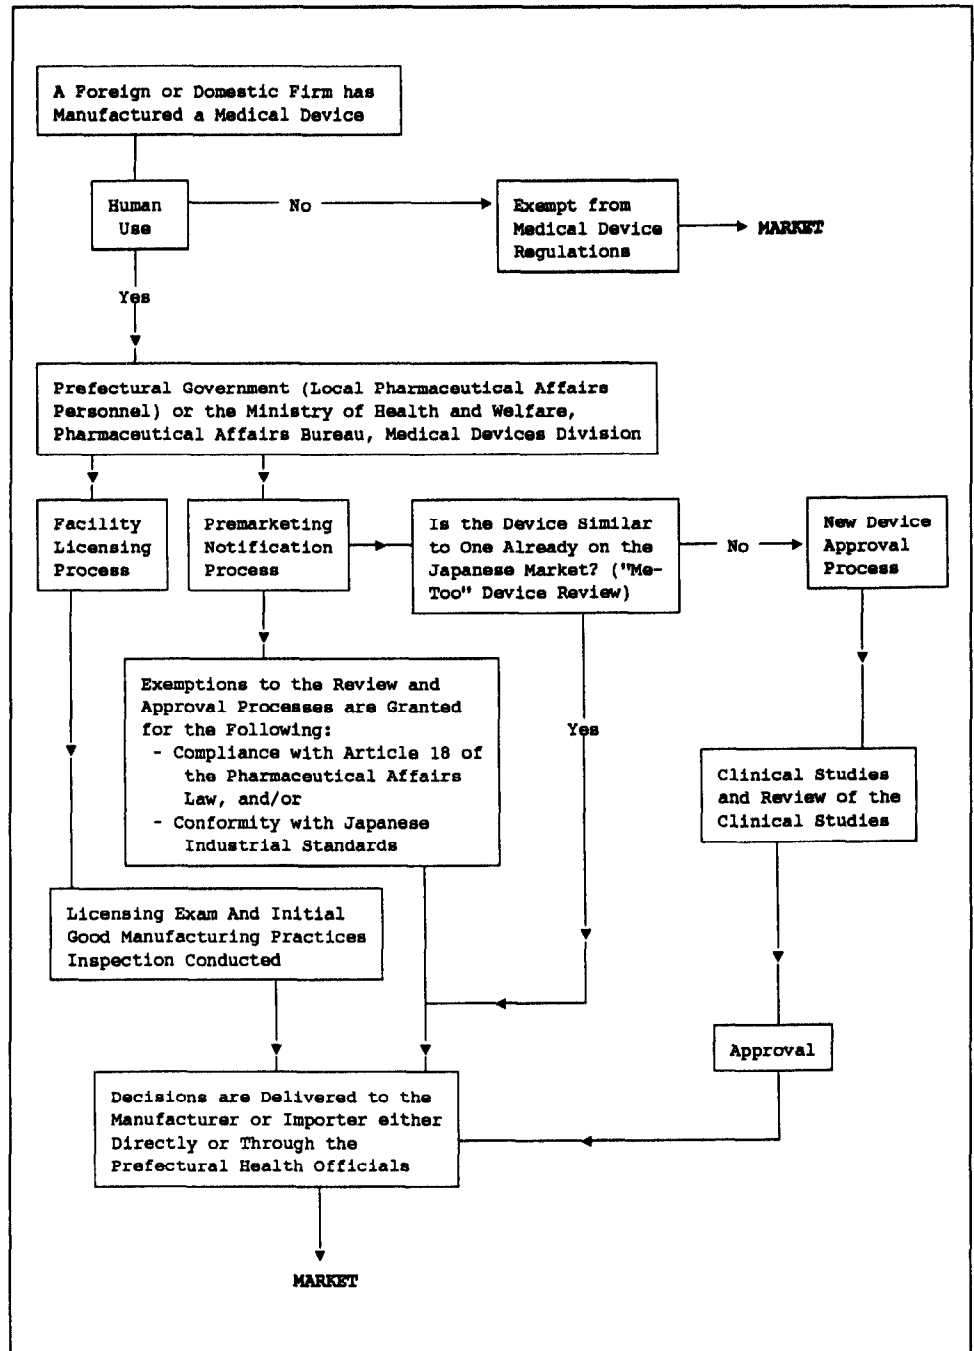 A Foreign or Domestic Firm has
Manufactured a Medical Device
Human
Use
No
Exempt from
Medical Device
Regulations
MARKET
Yes
Prefectural Government (Local Pharmaceutical Affairs
Personnel) or the Ministry of Health and Welfare,
Pharmaceutical Affairs Bureau, Medical Devices Division
Facility
Licensing
Process
Premarketing
Notification
Process
Is the Device Similar
to One Already on the
Japanese Market? ("Me-
Too" Device Review)
No
New Device
Approval
Process
Exemptions to the Review and
Approval Processes are Granted
for the Following:
- Compliance with Article 18 of
the Pharmaceutical Affairs
Law, and/or
- Conformity with Japanese
Industrial Standards
Yes
Clinical Studies
and Review of the
Clinical Studies
Licensing Exam And Initial
Good Manufacturing Practices
Inspection Conducted
Approval
Decisions are Delivered to the
Manufacturer or Importer either
Directly or Through the
Prefectural Health Officials
MARKET